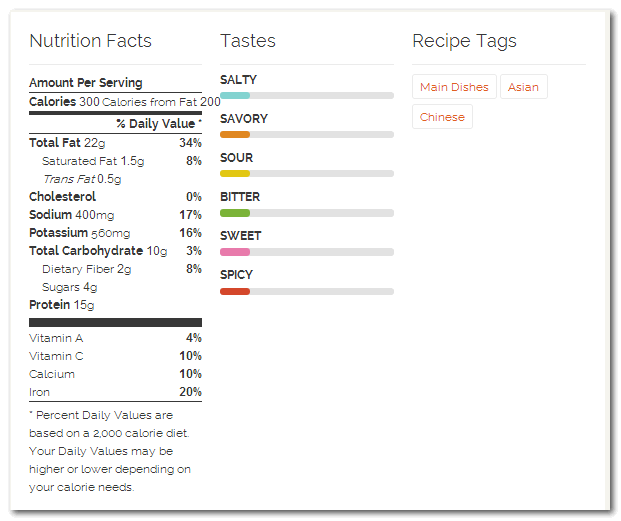 Nutrition Facts
Amount Per Serving
Calories 300 Calories from Fat 200
% Daily Value *
Total Fat 22g 34%
Saturated Fat 1.5g 8%
Trans Fat 0.5g
Cholesterol 0%
Sodium 400mg 17%
Potassium 560mg 16%
Total Carbohydrate 10g 3%
Dietary Fiber 2g 8%
Sugars 4g
Protein 15g
Vitamin A 4%
Vitamin C 10%
Calcium 10%
Iron 20%
* Percent Daily Values are
based on a 2,000 calorie diet.
Your Daily Values may be
higher or lower depending on
your calorie needs.
Tastes
SALTY
SAVORY
SOUR
BITTER
SWEET
SPICY
Recipe Tags
Main Dishes Asian
Chinese